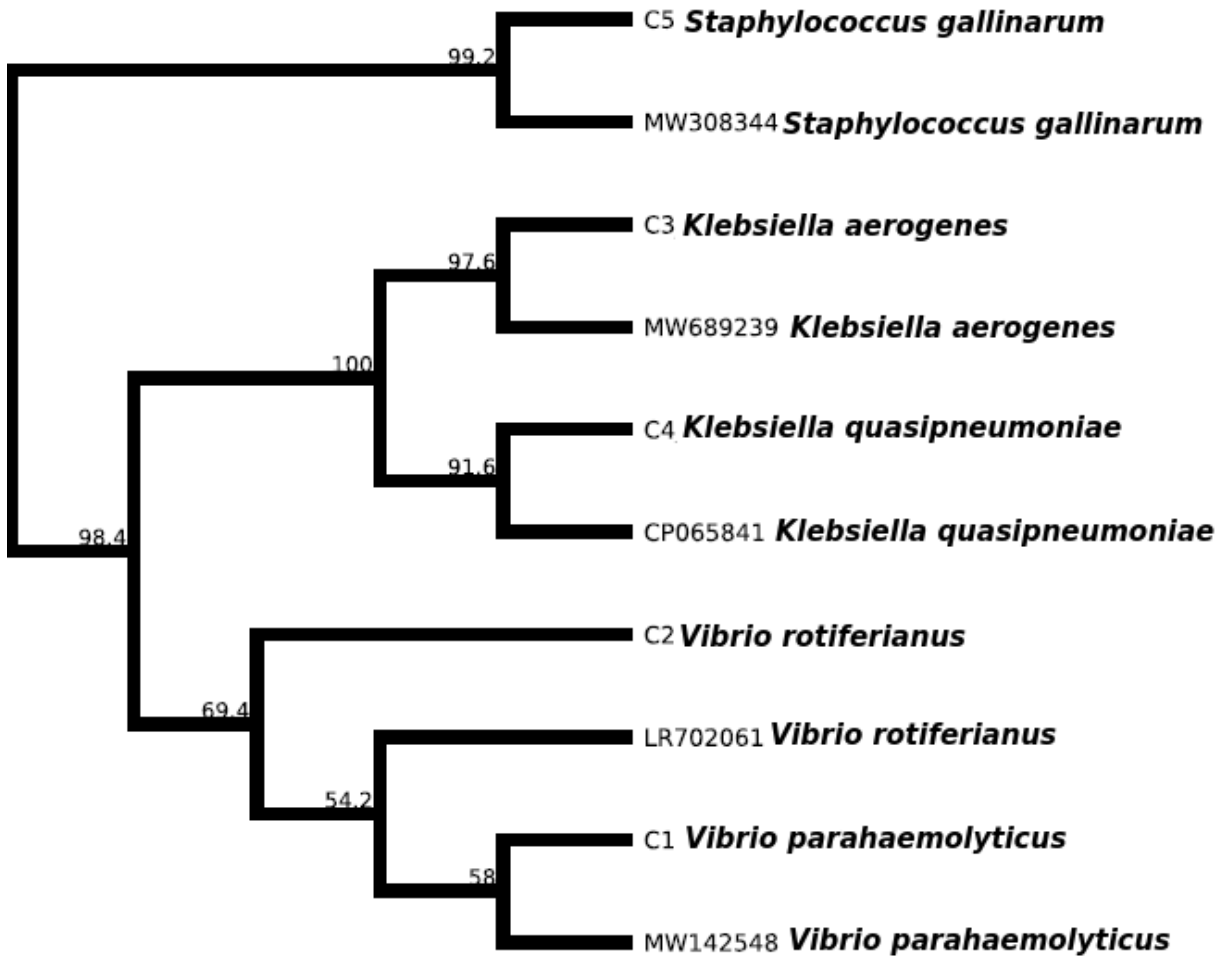 C5 Staphylococcus gallinarum
99.2
MW308344 Staphylococcus gallinarum
C3 Klebsiella aerogenes
97.6
MW689239 Klebsiella aerogenes
100
C4 Klebsiella quasipneumoniae
91.6
CP065841 Klebsiella quasipneumoniae
98.4
C2 Vibrio rotiferianus
69.4
LR702061 Vibrio rotiferianus
54.2
C1 Vibrio parahaemolyticus
58
MW142548 Vibrio parahaemolyticus